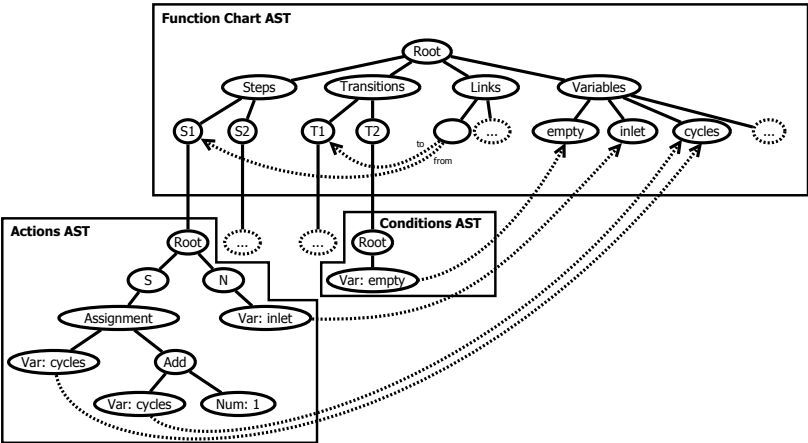 Function Chart AST
Root
Steps Transitions Links Variables
S1 S2 T1 T2 ... empty inlet cycles ...
to
from
Actions AST Conditions AST
Root ... ... Root
S N Var: empty
Assignment Var: inlet
Var: cycles Add
Var: cycles Num: 1